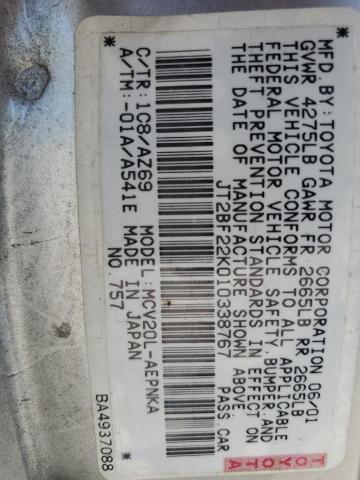 MFD. BY: TOYOTA MOTOR CORPORATION 06/01
GVWR 4275LB GAWR FR 2665LB RR 2665LB
THIS VEHICLE CONFORMS TO ALL APPLICABLE
FEDERAL MOTOR VEHICLE SAFETY, BUMPER, AND
THEFT PREVENTION STANDARDS IN EFFECT ON
THE DATE OF MANUFACTURE SHOWN ABOVE.
JT2BF22K010338767 PASS. CAR
C/TR: 1C8/AZ69 MODEL: MCV20L-AEPNKA
A/TM: -01A/A541E MADE IN JAPAN
NO. 757
BA4937088
TOYOTA